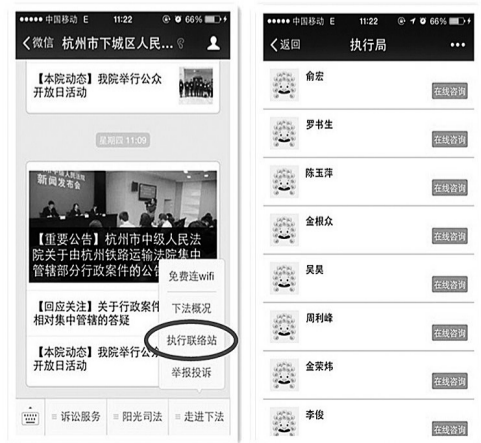 中国移动 E 11:22 66%
微信 杭州市下城区人民...
【本院动态】我院举行公众
开放日活动
星期四 11:09
新闻发布会
【重要公告】杭州市中级人民法
院关于由杭州铁路运输法院集中
管辖部分行政案件的公告
【回应关注】关于行政案件
相对集中管辖的答疑
【本院动态】我院举行公众
开放日活动
免费连wifi
下法概况
执行联络站
举报投诉
诉讼服务
阳光司法
走进下法
中国移动 E 11:22 66%
返回 执行局
俞宏
在线咨询
罗书生
在线咨询
陈玉萍
在线咨询
金根众
在线咨询
吴昊
在线咨询
周利峰
在线咨询
金荣炜
在线咨询
李俊
在线咨询